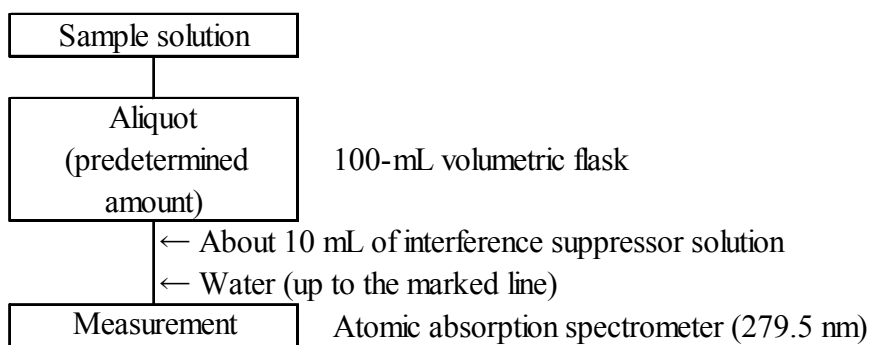 Sample solution
Aliquot
(predetermined
amount)
100-mL volumetric flask
← About 10 mL of interference suppressor solution
← Water (up to the marked line)
Measurement
Atomic absorption spectrometer (279.5 nm)